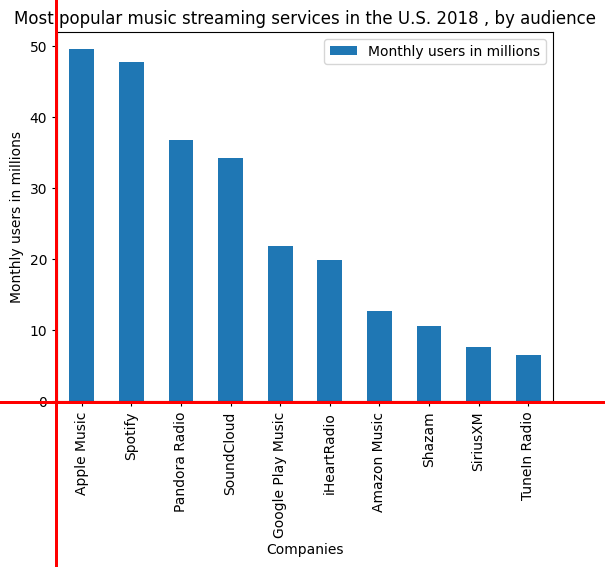 Most popular music streaming services in the U.S. 2018 , by audience
Monthly users in millions
Monthly users in millions
50
40
30
20
10
0
Apple Music
Spotify
Pandora Radio
SoundCloud
Google Play Music
iHeartRadio
Amazon Music
Shazam
SiriusXM
TuneIn Radio
Companies